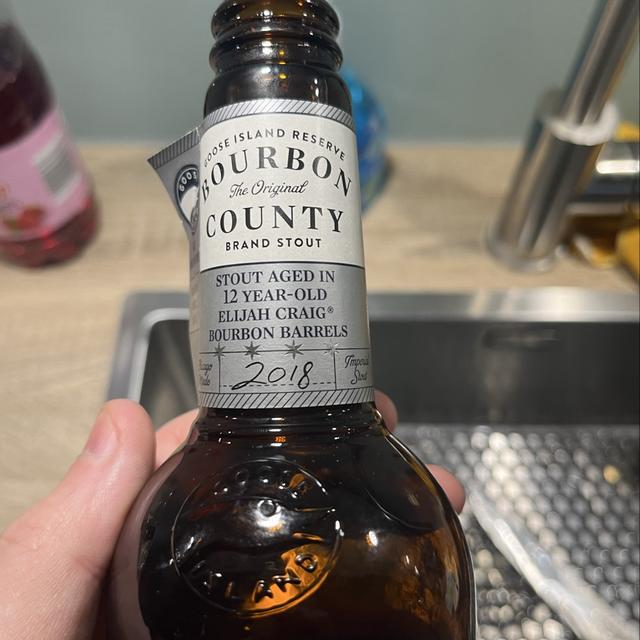 GOOSE ISLAND RESERVE
BOURBON
The Original
COUNTY
BRAND STOUT
STOUT AGED IN
12 YEAR-OLD
ELIJAH CRAIG®
BOURBON BARRELS
2018
Imperial
Stout